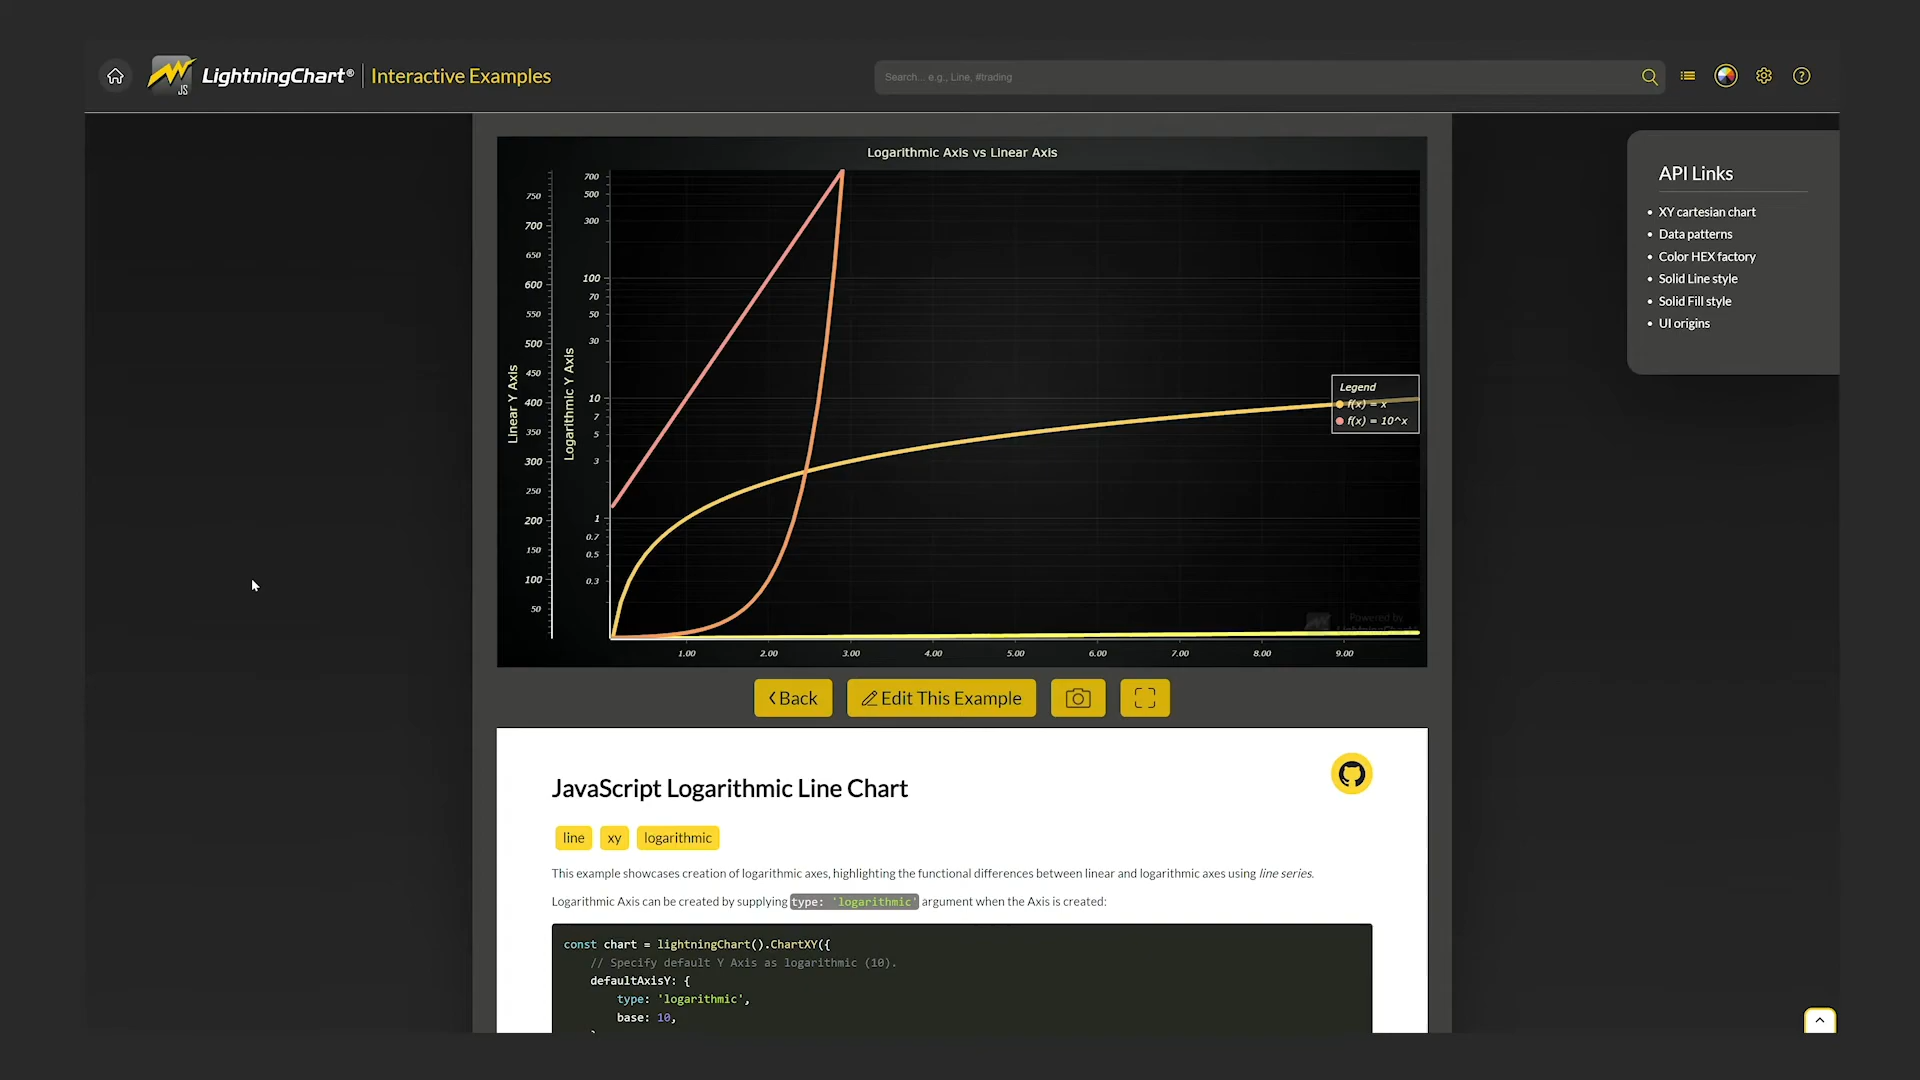 LightningChart® | Interactive Examples
JS
Search... e.g., Line, #trading
Logarithmic Axis vs Linear Axis
Linear Y Axis
750
700
650
600
550
500
450
400
350
300
250
200
150
100
50
Logarithmic Y Axis
700
500
300
100
70
50
30
10
7
5
3
1
0.7
0.5
0.3
Legend
f(x) = x
f(x) = 10^x
Powered by
1.00 2.00 3.00 4.00 5.00 6.00 7.00 8.00 9.00
API Links
• XY cartesian chart
• Data patterns
• Color HEX factory
• Solid Line style
• Solid Fill style
• UI origins
Back
Edit This Example
JavaScript Logarithmic Line Chart
line xy logarithmic
This example showcases creation of logarithmic axes, highlighting the functional differences between linear and logarithmic axes using line series.
Logarithmic Axis can be created by supplying type: 'logarithmic' argument when the Axis is created:
const chart = lightningChart().ChartXY({
// Specify default Y Axis as logarithmic (10).
defaultAxisY: {
type: 'logarithmic',
base: 10,